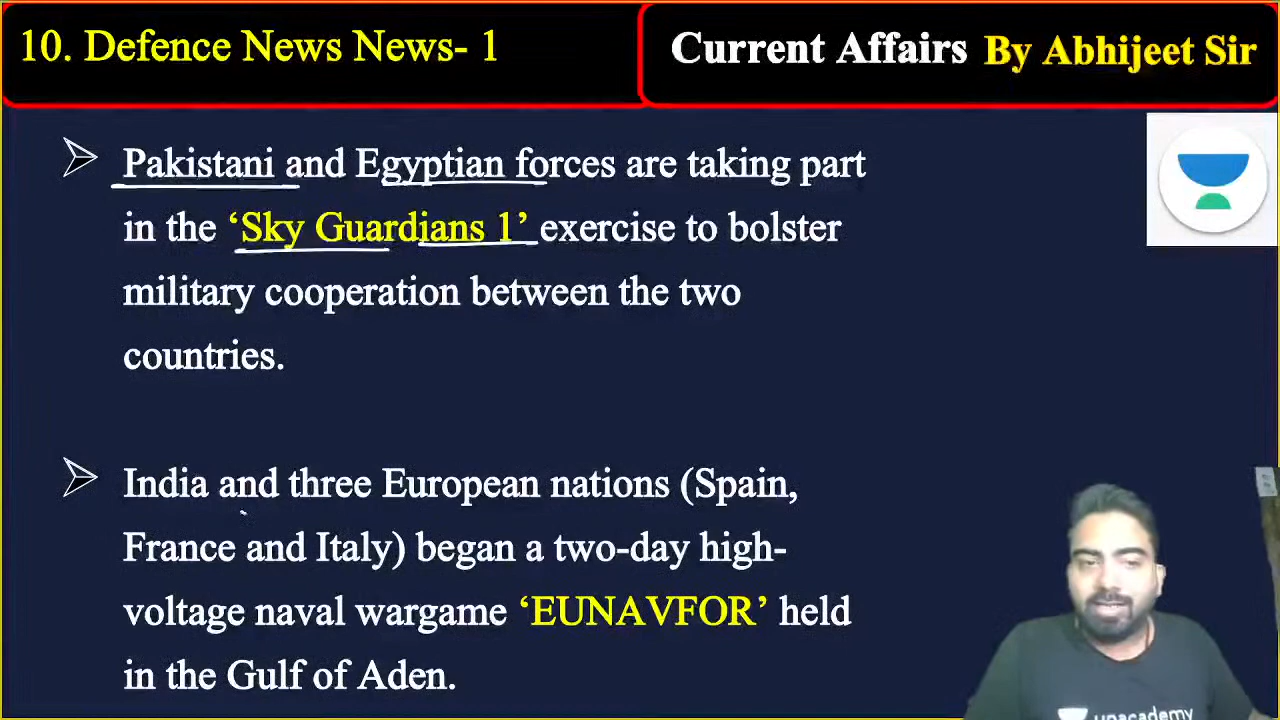 10. Defence News News- 1
Current Affairs By Abhijeet Sir
Pakistani and Egyptian forces are taking part
in the ‘Sky Guardians 1’ exercise to bolster
military cooperation between the two
countries.
India and three European nations (Spain,
France and Italy) began a two-day high-
voltage naval wargame ‘EUNAVFOR’ held
in the Gulf of Aden.
unacademy